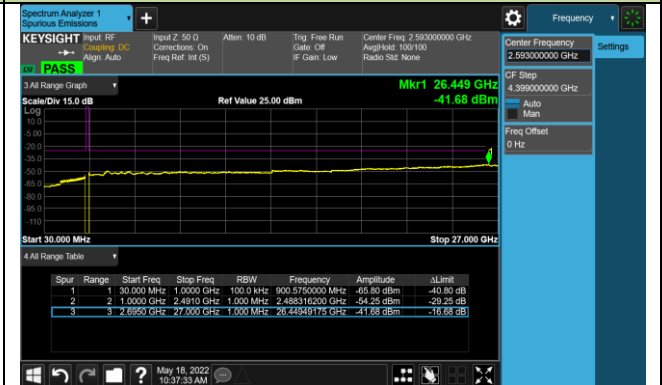 Spectrum Analyzer 1
Spurious Emissions
Frequency
KEYSIGHT Input: RF Input Z: 50 Ω Atten: 10 dB Trig: Free Run Center Freq: 2.593000000 GHz
Coupling: DC Corrections: On Gate: Off Avg|Hold: 100/100
Align: Auto Freq Ref: Int (S) IF Gain: Low Radio Std: None
PASS
Center Frequency
2.593000000 GHz
Settings
CF Step
4.399000000 GHz
Auto
Man
Freq Offset
0 Hz
3 All Range Graph
Mkr1 26.449 GHz
Scale/Div 15.0 dB Ref Value 25.00 dBm -41.68 dBm
Log
10.0
-5.00
-20.0
-35.0
-50.0
-65.0
-80.0
-95.0
-110
Start 30.000 MHz Stop 27.000 GHz
4 All Range Table
Spur Range Start Freq Stop Freq RBW Frequency Amplitude ΔLimit
1 1 30.000 MHz 1.0000 GHz 100.0 kHz 900.5750000 MHz -65.80 dBm -40.80 dB
2 2 1.0000 GHz 2.4910 GHz 1.000 MHz 2.488316200 GHz -54.25 dBm -29.25 dB
3 3 2.6950 GHz 27.000 GHz 1.000 MHz 26.44949175 GHz -41.68 dBm -16.68 dB
May 18, 2022
10:37:33 AM